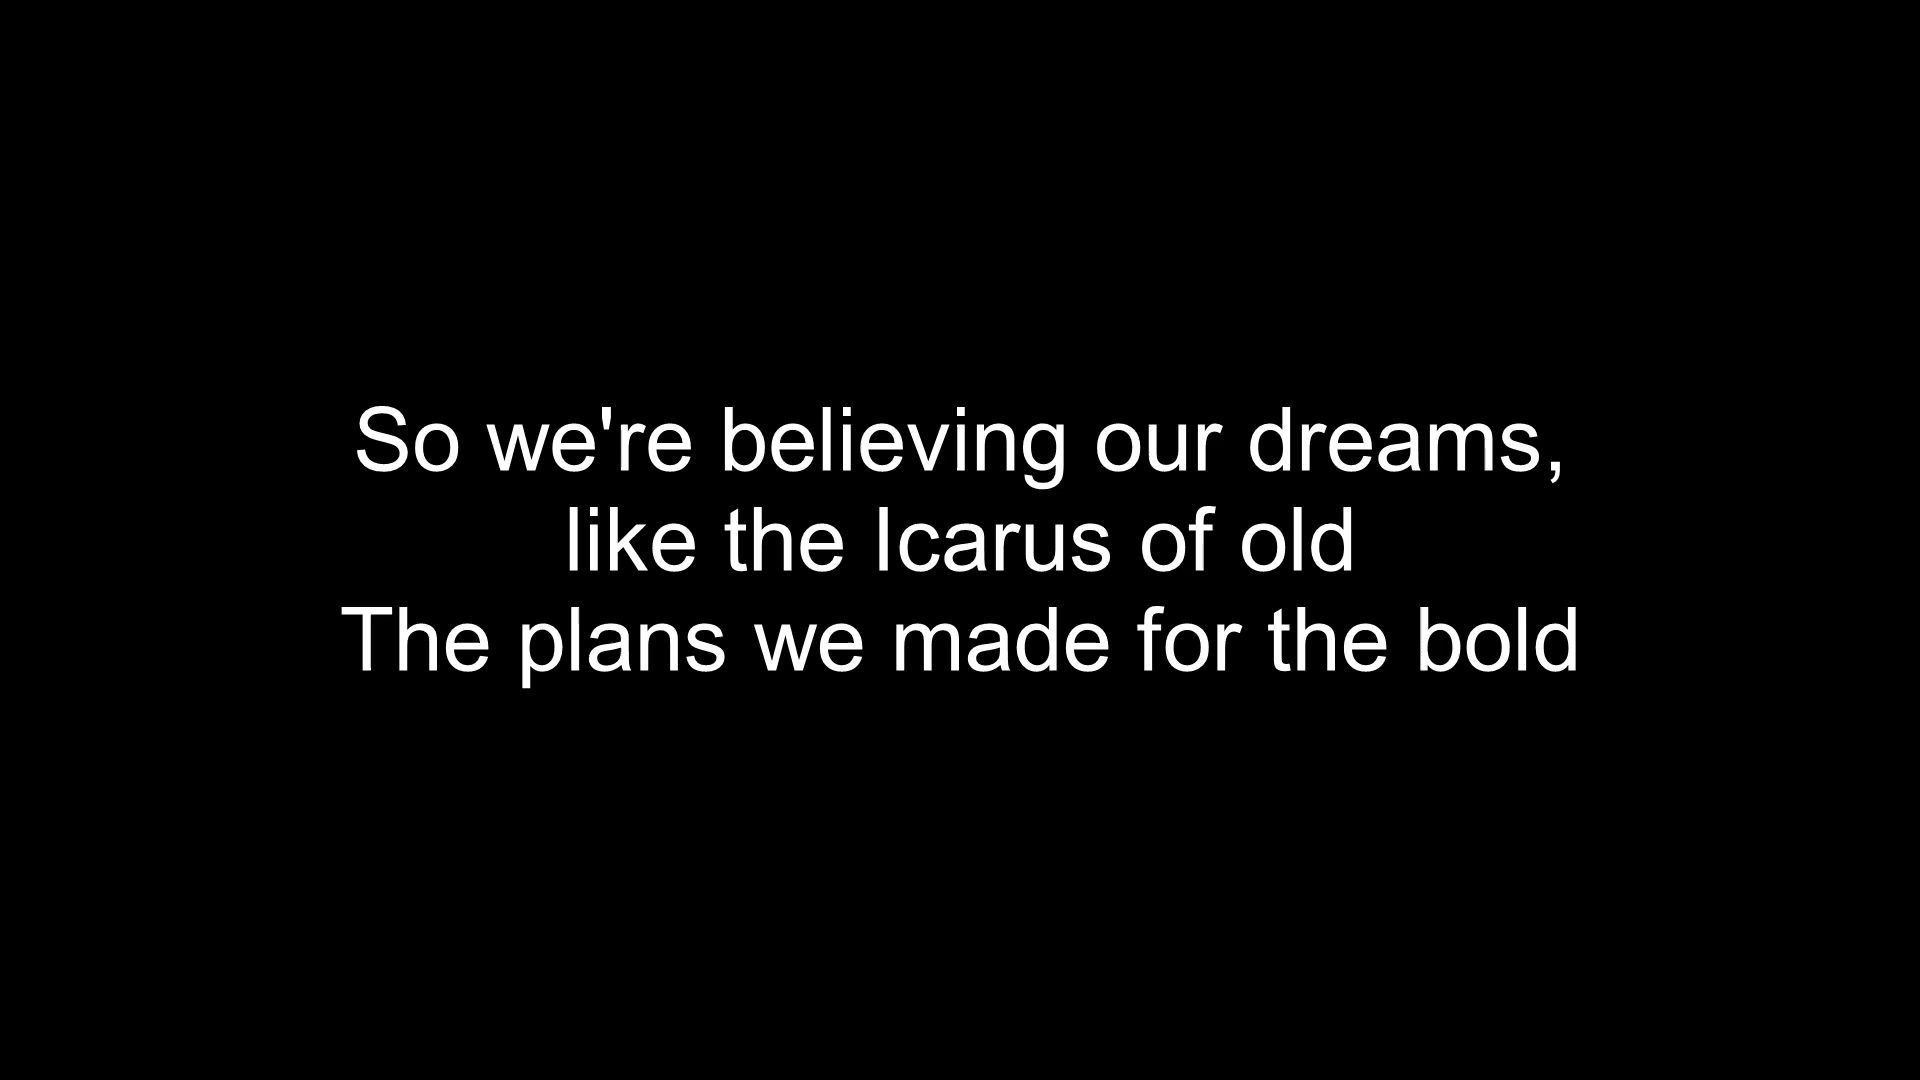 So we're believing our dreams,
like the Icarus of old
The plans we made for the bold